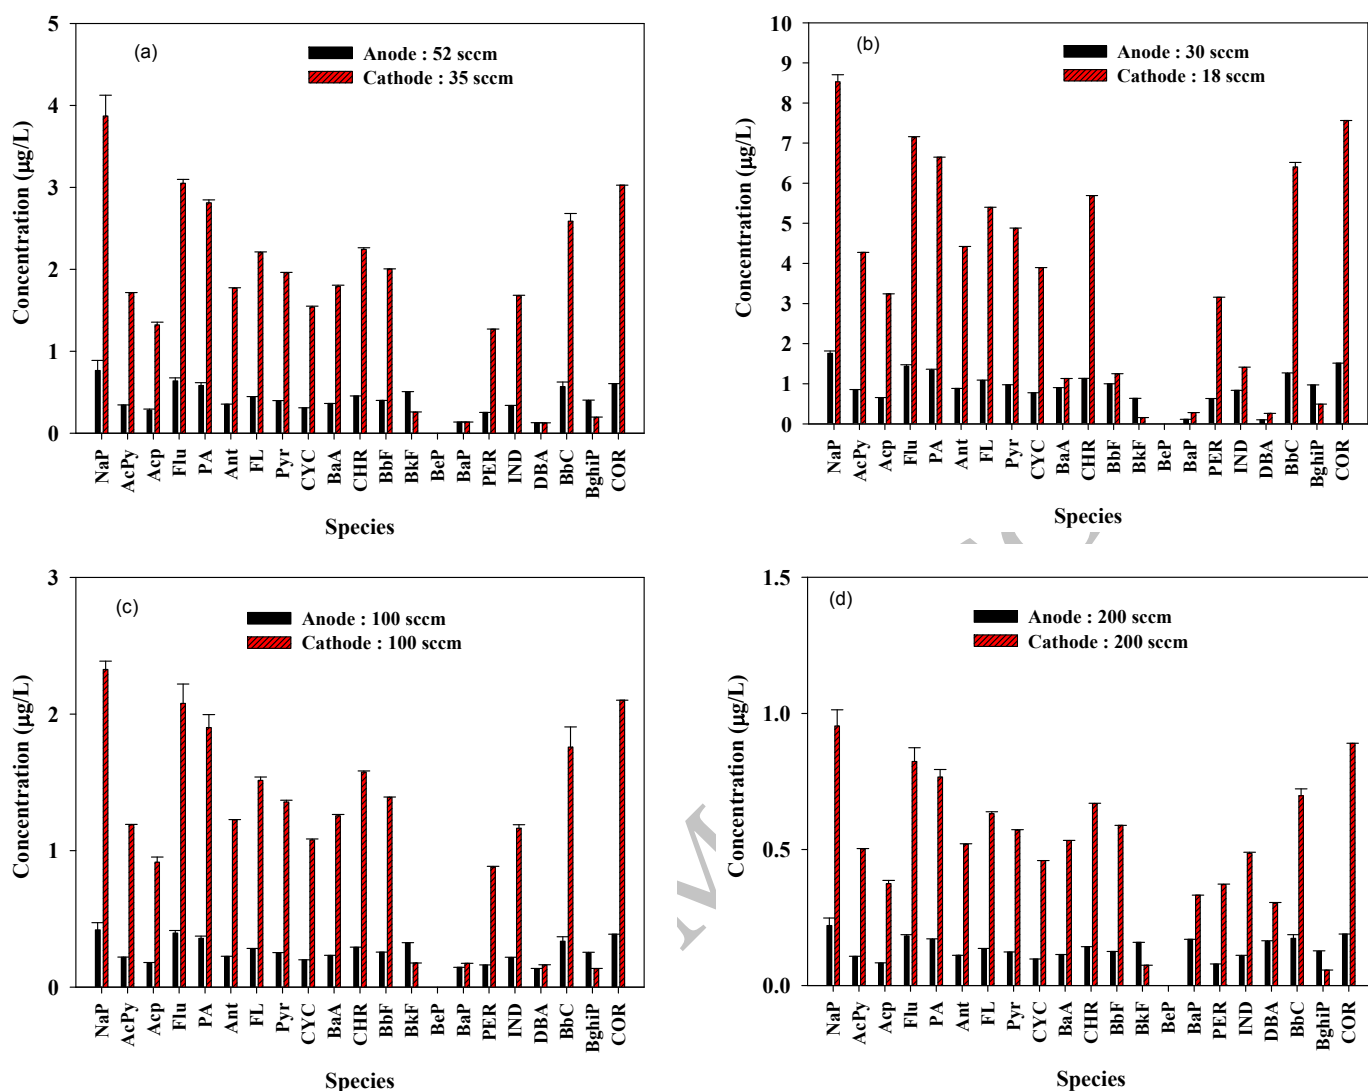 (a)
Anode : 52 sccm
Cathode : 35 sccm
Concentration (µg/L)
5
4
3
2
1
0
NaP
AcPy
Acp
Flu
PA
Ant
FL
Pyr
CYC
BaA
CHR
BbF
BkF
BeP
BaP
PER
IND
DBA
BbC
BghiP
COR
Species
(b)
Anode : 30 sccm
Cathode : 18 sccm
Concentration (µg/L)
10
9
8
7
6
5
4
3
2
1
0
NaP
AcPy
Acp
Flu
PA
Ant
FL
Pyr
CYC
BaA
CHR
BbF
BkF
BeP
BaP
PER
IND
DBA
BbC
BghiP
COR
Species
(c)
Anode : 100 sccm
Cathode : 100 sccm
Concentration (µg/L)
3
2
1
0
NaP
AcPy
Acp
Flu
PA
Ant
FL
Pyr
CYC
BaA
CHR
BbF
BkF
BeP
BaP
PER
IND
DBA
BbC
BghiP
COR
Species
(d)
Anode : 200 sccm
Cathode : 200 sccm
Concentration (µg/L)
1.5
1.0
0.5
0.0
NaP
AcPy
Acp
Flu
PA
Ant
FL
Pyr
CYC
BaA
CHR
BbF
BkF
BeP
BaP
PER
IND
DBA
BbC
BghiP
COR
Species